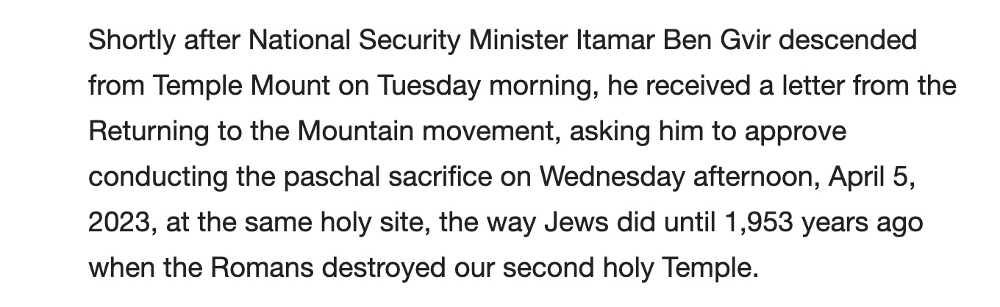 Shortly after National Security Minister Itamar Ben Gvir descended
from Temple Mount on Tuesday morning, he received a letter from the
Returning to the Mountain movement, asking him to approve
conducting the paschal sacrifice on Wednesday afternoon, April 5,
2023, at the same holy site, the way Jews did until 1,953 years ago
when the Romans destroyed our second holy Temple.